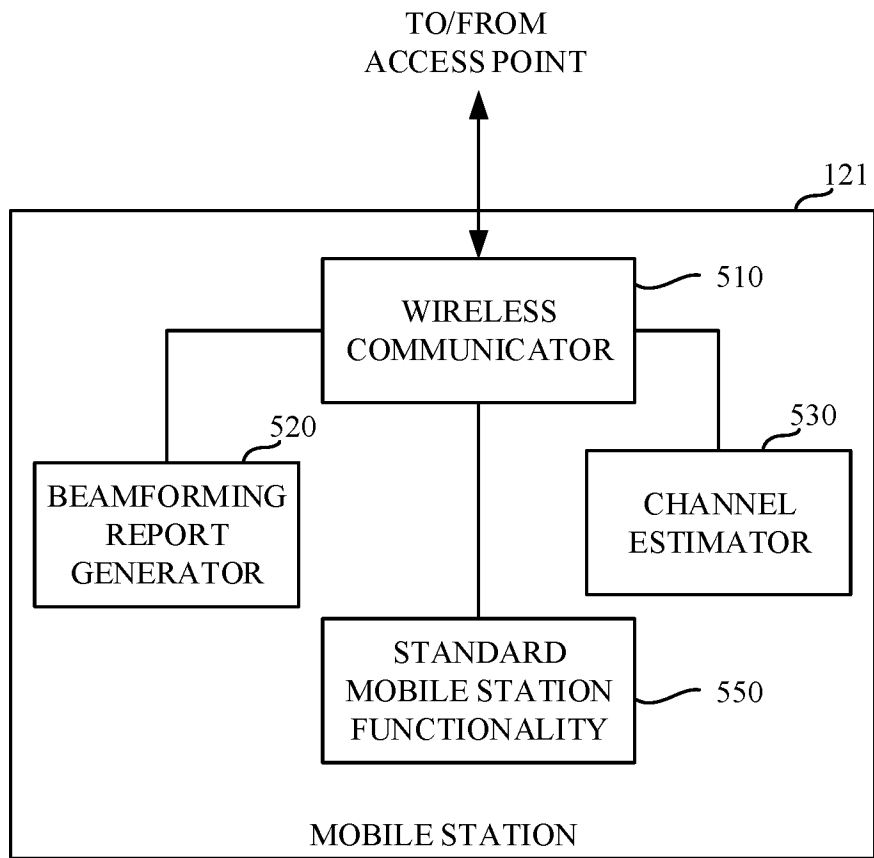 TO/FROM
ACCESS POINT
121
WIRELESS
COMMUNICATOR
510
520
530
BEAMFORMING
REPORT
GENERATOR
CHANNEL
ESTIMATOR
STANDARD
MOBILE STATION
FUNCTIONALITY
550
MOBILE STATION